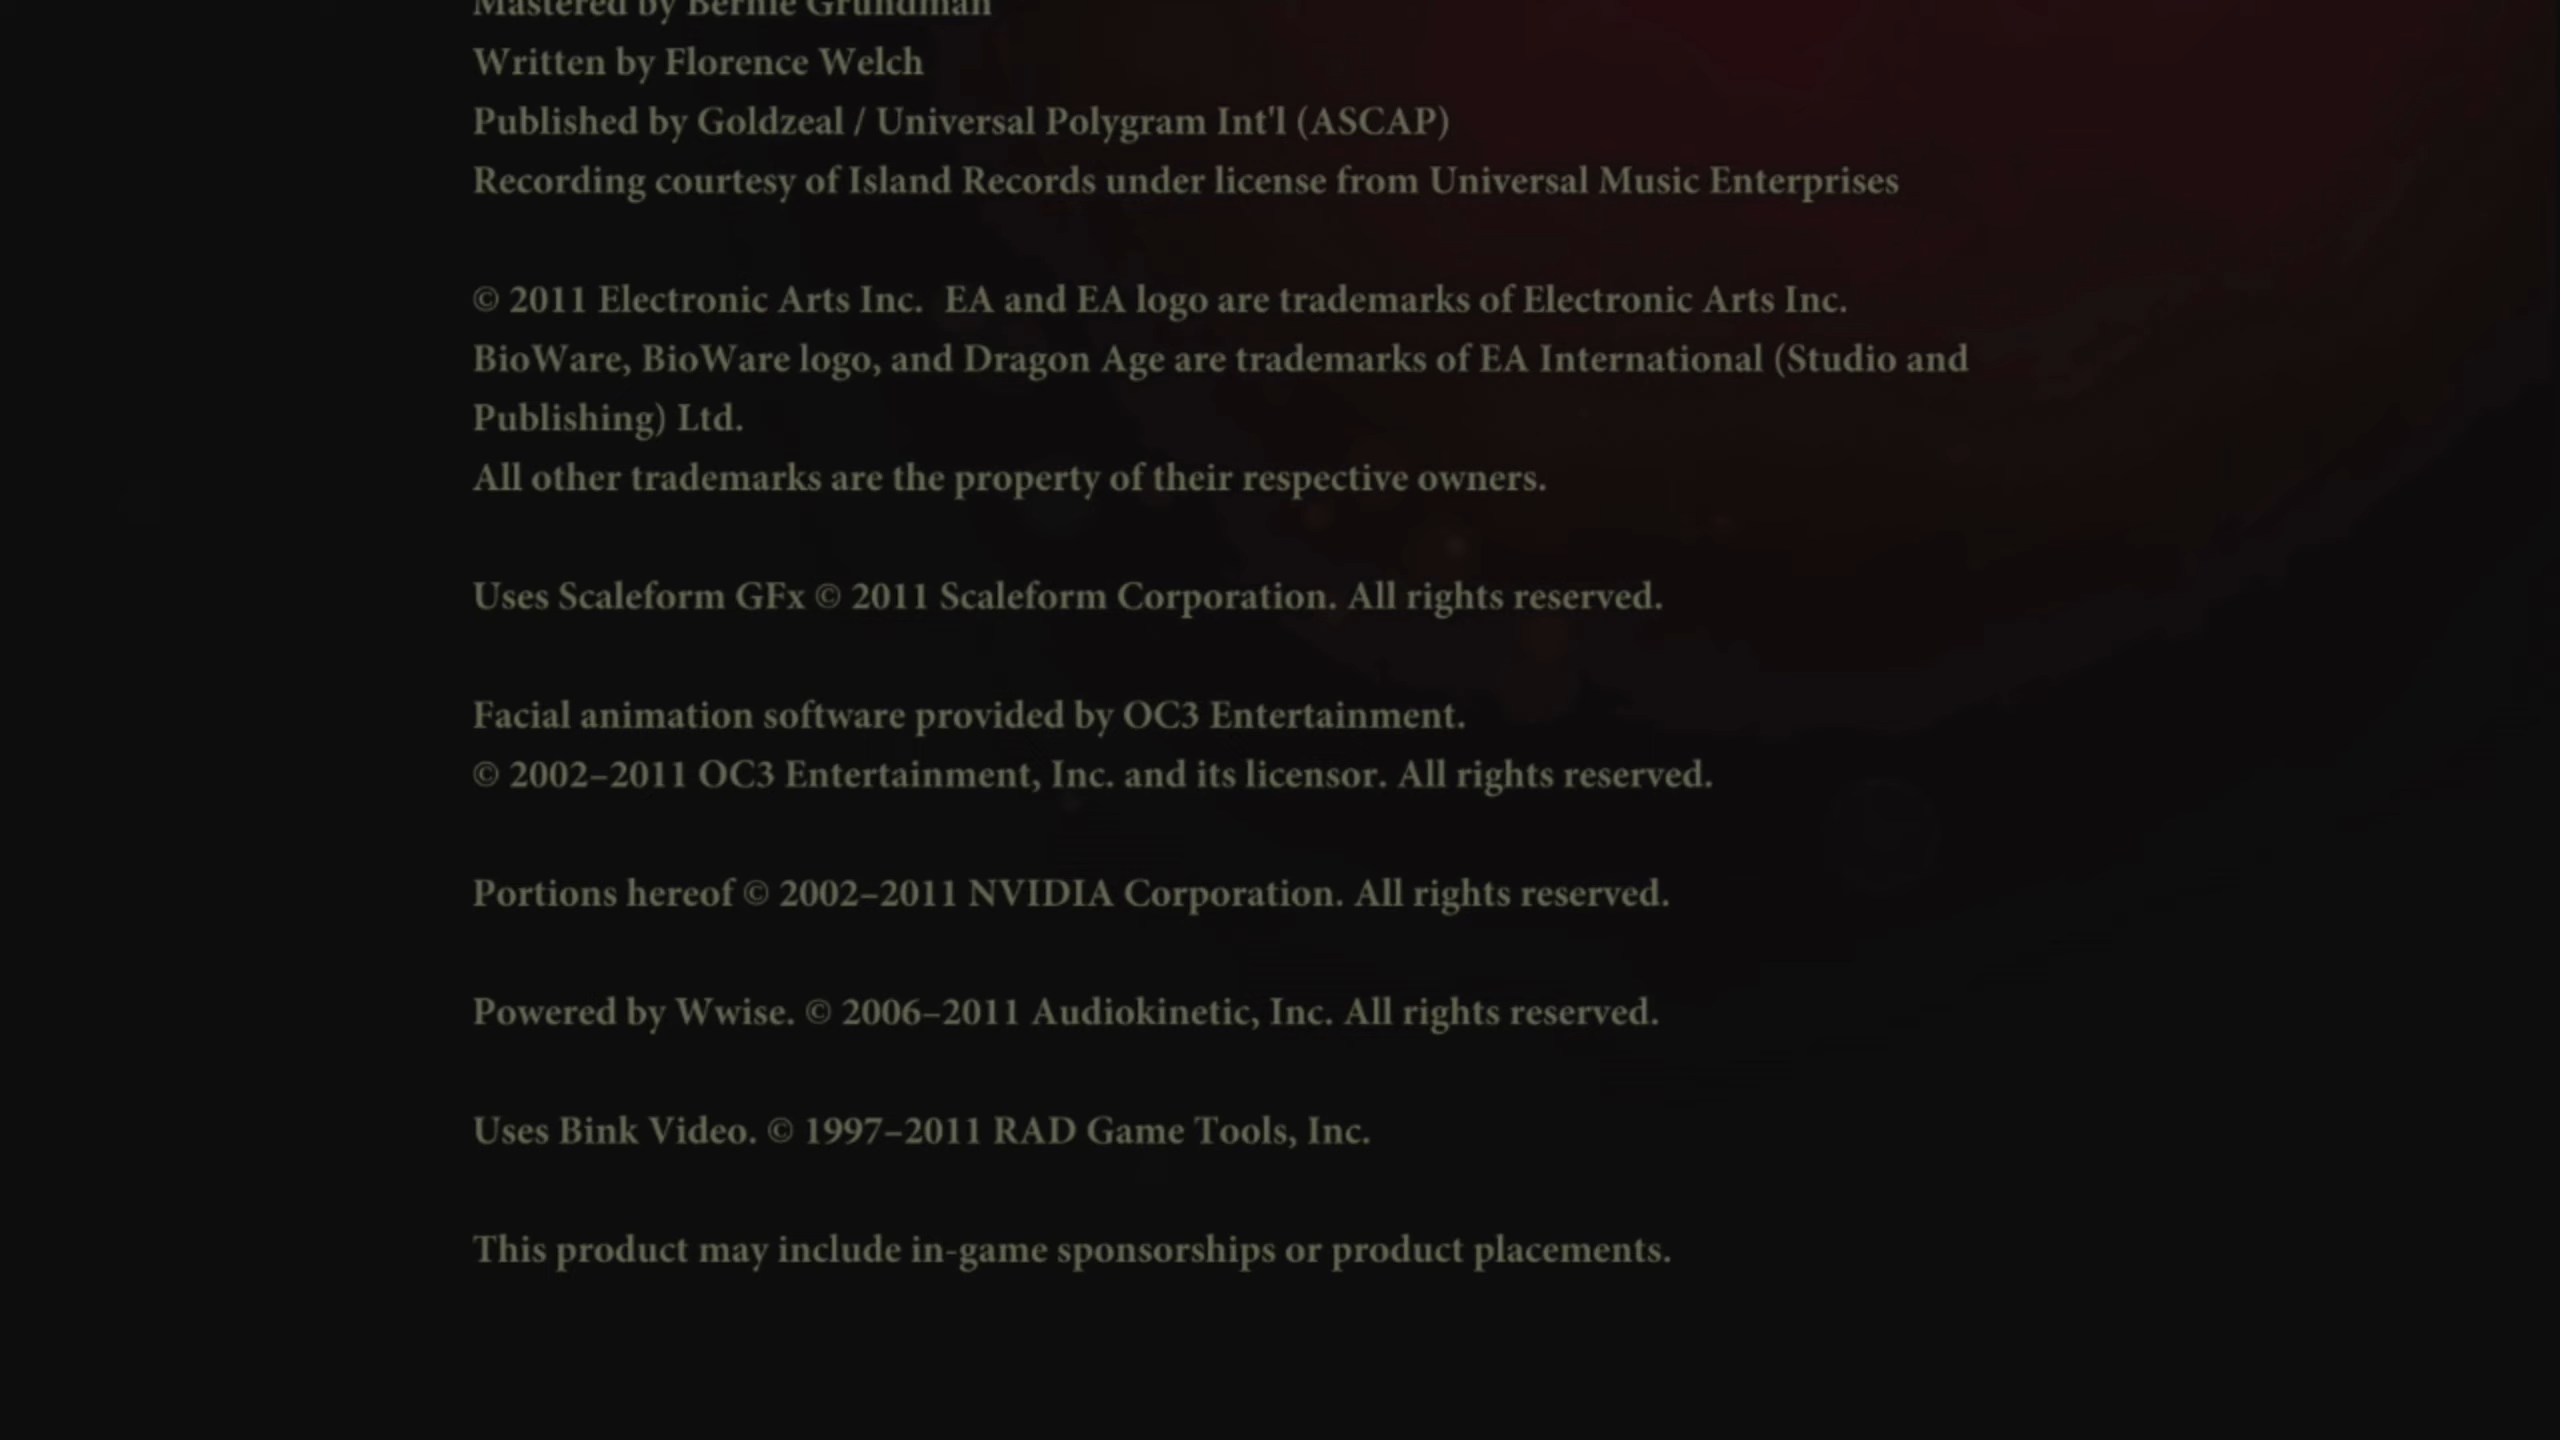 Mastered by Bernie Grundman
Written by Florence Welch
Published by Goldzeal / Universal Polygram Int'l (ASCAP)
Recording courtesy of Island Records under license from Universal Music Enterprises
© 2011 Electronic Arts Inc.  EA and EA logo are trademarks of Electronic Arts Inc.
BioWare, BioWare logo, and Dragon Age are trademarks of EA International (Studio and
Publishing) Ltd.
All other trademarks are the property of their respective owners.
Uses Scaleform GFx © 2011 Scaleform Corporation. All rights reserved.
Facial animation software provided by OC3 Entertainment.
© 2002–2011 OC3 Entertainment, Inc. and its licensor. All rights reserved.
Portions hereof © 2002–2011 NVIDIA Corporation. All rights reserved.
Powered by Wwise. © 2006–2011 Audiokinetic, Inc. All rights reserved.
Uses Bink Video. © 1997–2011 RAD Game Tools, Inc.
This product may include in-game sponsorships or product placements.